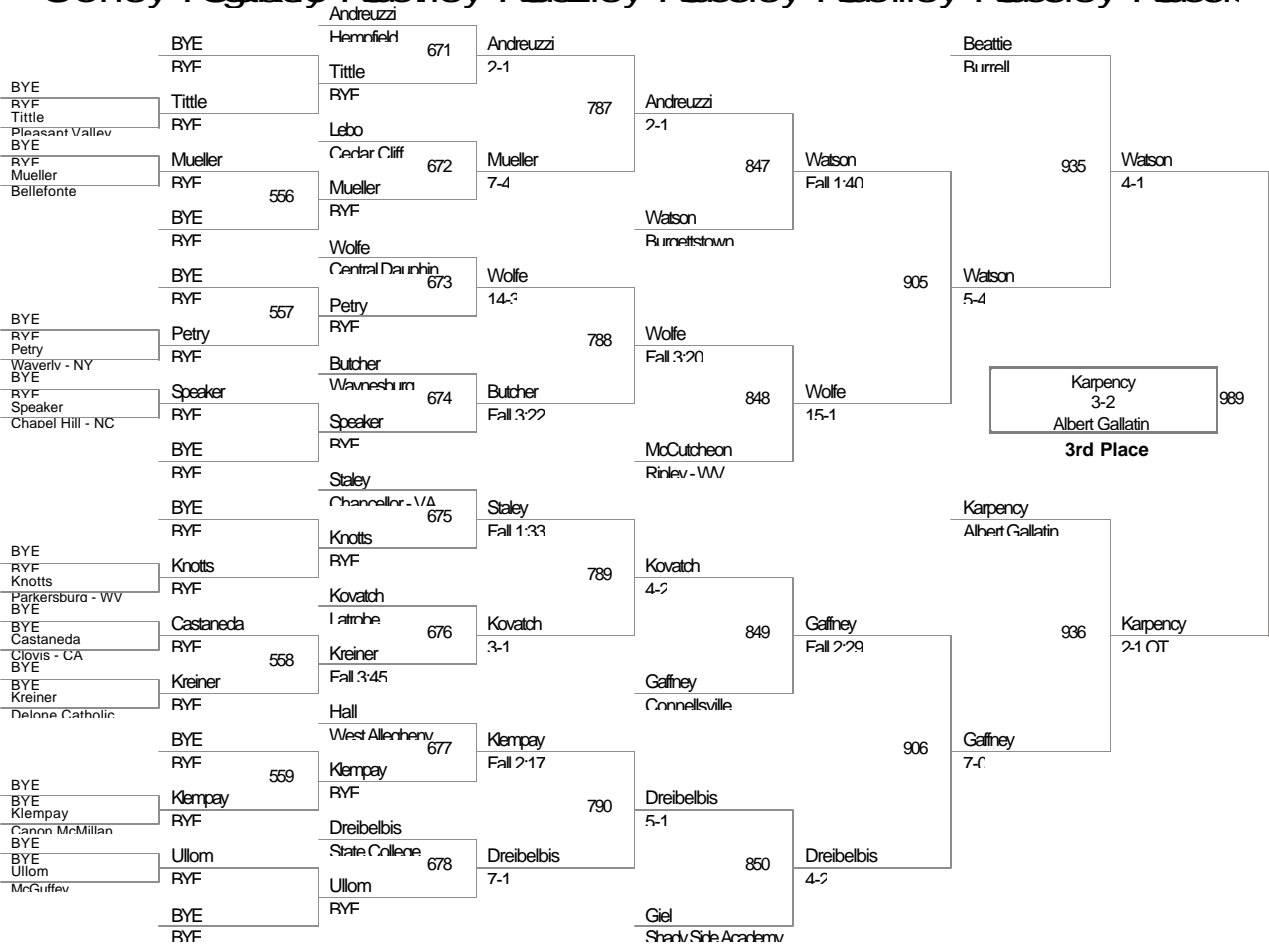 BYE
BYE
Tittle
Pleasant Valley
BYE
BYE
Mueller
Bellefonte
BYE
BYE
Petry
Waverly - NY
BYE
BYE
Speaker
Chapel Hill - NC
BYE
BYE
Knotts
Parkersburg - WV
BYE
BYE
Castaneda
Clovis - CA
BYE
BYE
Kreiner
Delone Catholic
BYE
BYE
Klempay
Canon McMillan
BYE
BYE
Ullom
McGuffey
BYE
BYE
Tittle
BYE
Mueller
BYE
556
BYE
BYE
BYE
BYE
557
Petry
BYE
Speaker
BYE
BYE
BYE
BYE
BYE
Knotts
BYE
Castaneda
BYE
558
Kreiner
BYE
BYE
BYE
559
Klempay
BYE
Ullom
BYE
BYE
BYE
Andreuzzi
Hempfield
671
Tittle
BYE
Lebo
Cedar Cliff
672
Mueller
BYE
Wolfe
Central Dauphin
673
Petry
BYE
Butcher
Waynesburg
674
Speaker
BYE
Staley
Chancellor - VA
675
Knotts
BYE
Kovatch
Latrobe
676
Kreiner
Fall 3:45
Hall
West Allegheny
677
Klempay
BYE
Dreibelbis
State College
678
Ullom
BYE
Andreuzzi
2-1
787
Mueller
7-4
Wolfe
14-3
788
Butcher
Fall 3:22
Staley
Fall 1:33
789
Kovatch
3-1
Klempay
Fall 2:17
790
Dreibelbis
7-1
Andreuzzi
2-1
847
Watson
Burgettstown
Wolfe
Fall 3:20
848
McCutcheon
Ripley - WV
Kovatch
4-2
849
Gaffney
Connellsville
Dreibelbis
5-1
850
Giel
Shady Side Academy
Watson
Fall 1:40
905
Wolfe
15-1
Gaffney
Fall 2:29
906
Dreibelbis
4-2
Beattie
Burrell
935
Watson
5-4
Karpency
3-2
Albert Gallatin
989
3rd Place
Karpency
Albert Gallatin
936
Gaffney
7-0
Watson
4-1
Karpency
2-1 OT